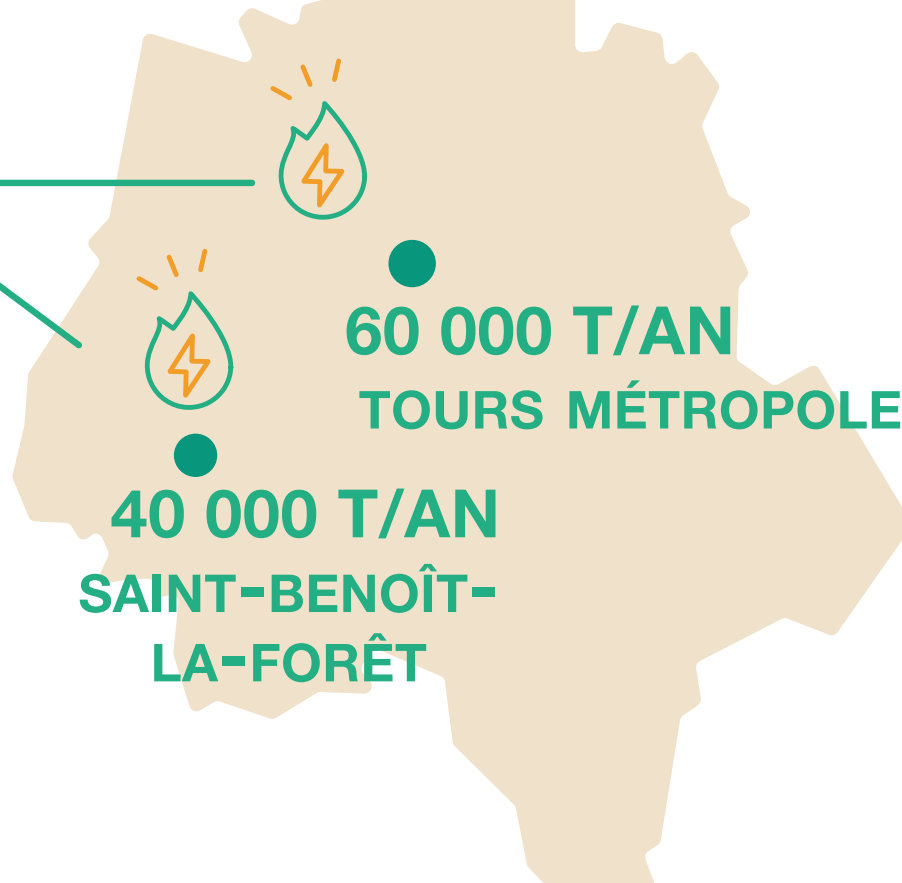 60 000 T/AN
TOURS MÉTROPOLE
40 000 T/AN
SAINT-BENOÎT-
LA-FORÊT